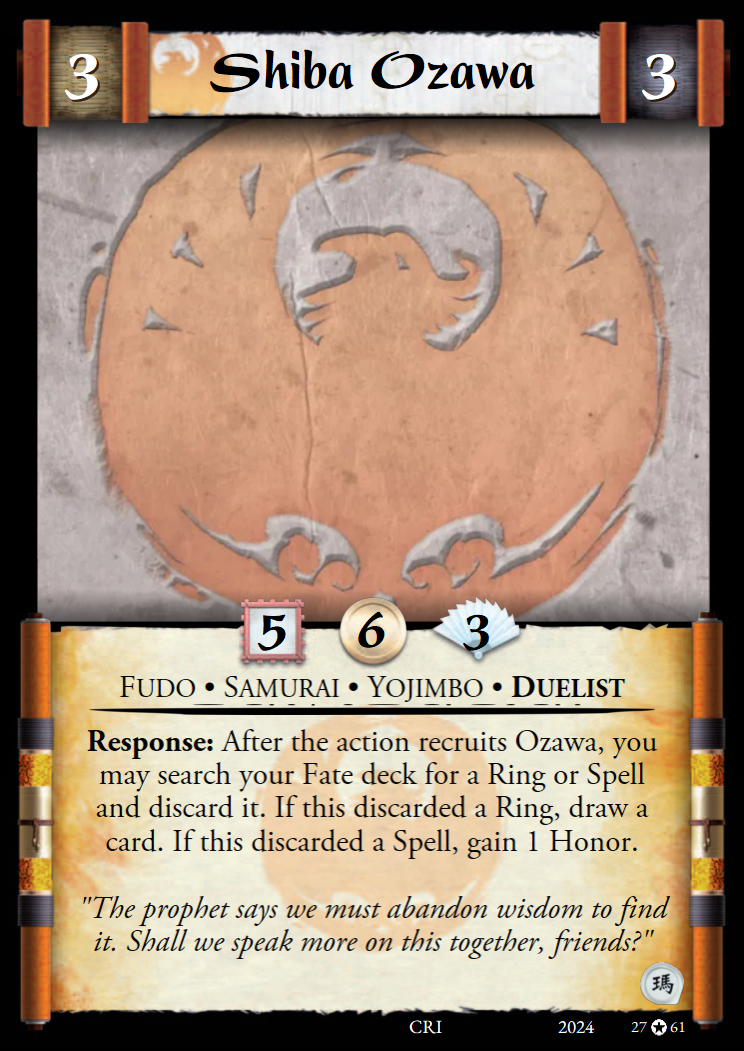 3 Shiba Ozawa 3
5 6 3
FUDO • SAMURAI • YOJIMBO • DUELIST
Response: After the action recruits Ozawa, you
may search your Fate deck for a Ring or Spell
and discard it. If this discarded a Ring, draw a
card. If this discarded a Spell, gain 1 Honor.
"The prophet says we must abandon wisdom to find
it. Shall we speak more on this together, friends?"
瑪
CRI 2024 27 ✪ 61